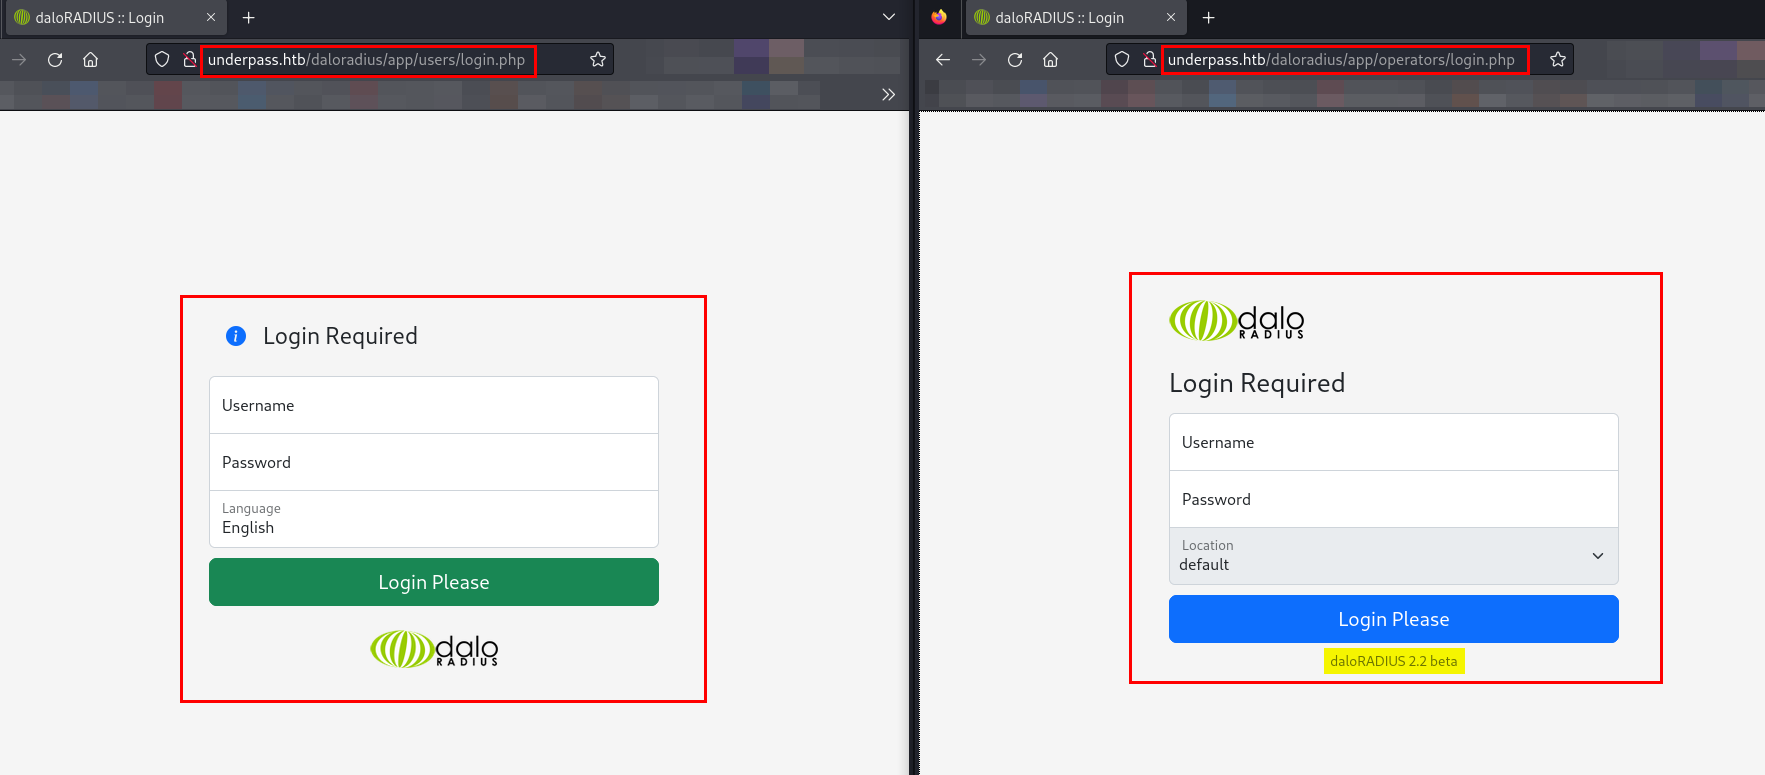 daloRADIUS :: Login
underpass.htb/daloradius/app/users/login.php
Login Required
Username
Password
Language
English
Login Please
dalo
RADIUS
daloRADIUS :: Login
underpass.htb/daloradius/app/operators/login.php
dalo
RADIUS
Login Required
Username
Password
Location
default
Login Please
daloRADIUS 2.2 beta